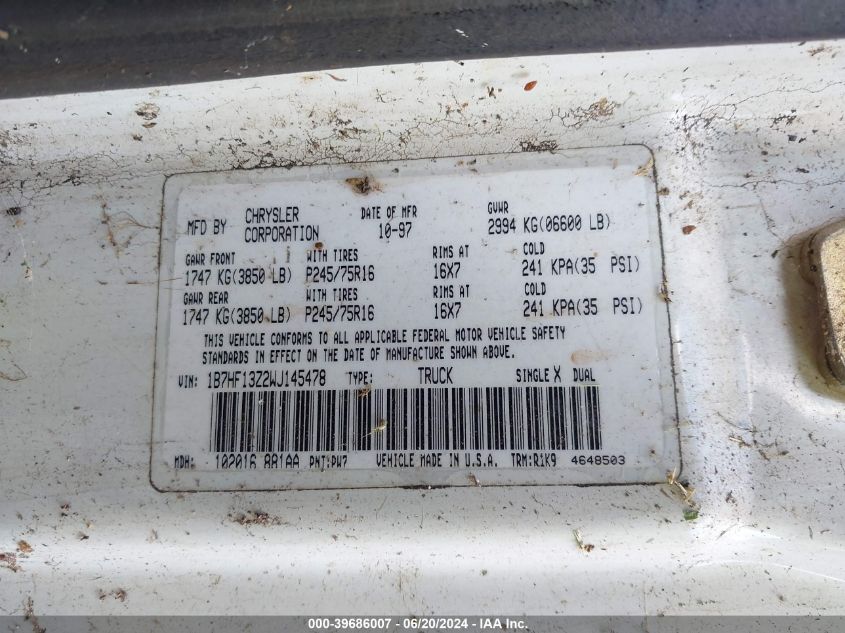 MFD BY CHRYSLER CORPORATION DATE OF MFR 10-97 GVWR 2994 KG(06600 LB)
GAWR FRONT WITH TIRES RIMS AT COLD
1747 KG(3850 LB) P245/75R16 16X7 241 KPA(35 PSI)
GAWR REAR WITH TIRES RIMS AT COLD
1747 KG(3850 LB) P245/75R16 16X7 241 KPA(35 PSI)
THIS VEHICLE CONFORMS TO ALL APPLICABLE FEDERAL MOTOR VEHICLE SAFETY
STANDARDS IN EFFECT ON THE DATE OF MANUFACTURE SHOWN ABOVE.
VIN: 1B7HF13Z2WJ145478 TYPE: TRUCK SINGLE X DUAL
MDH: 102016 881AA PNT:PW7 VEHICLE MADE IN U.S.A. TRM:R1K9 4648503
000-39686007 / 06/20/2024 / IAAI.COM